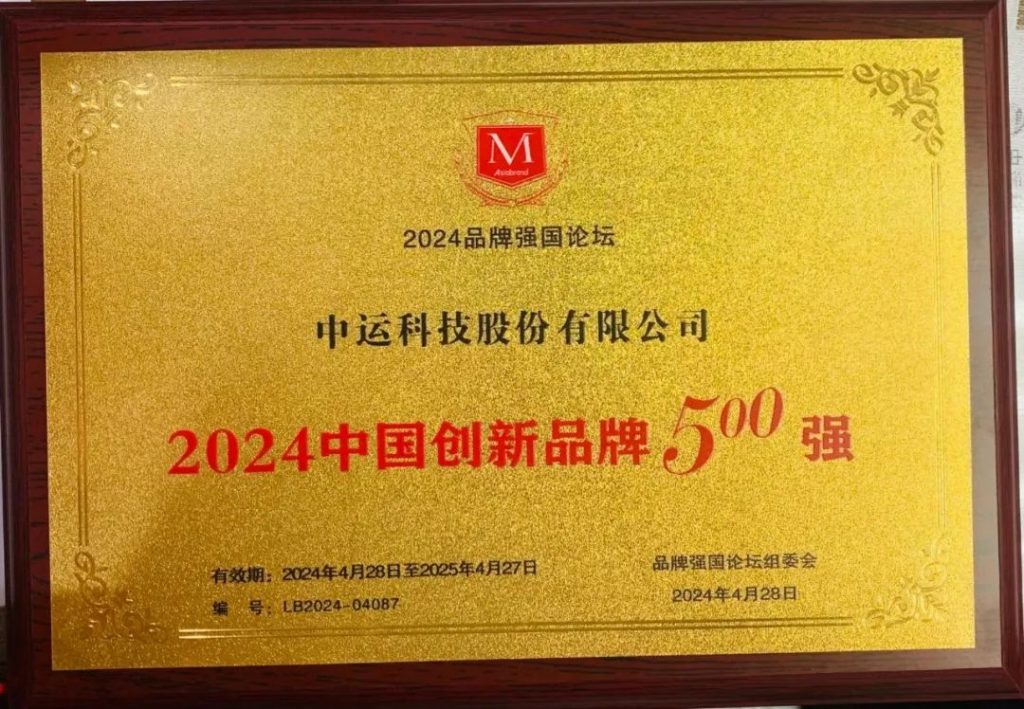 M
Asiabrand
2024品牌强国论坛
中运科技股份有限公司
2024中国创新品牌500强
有效期：2024年4月28日至2025年4月27日
编 号：LB2024-04087
品牌强国论坛组委会
2024年4月28日